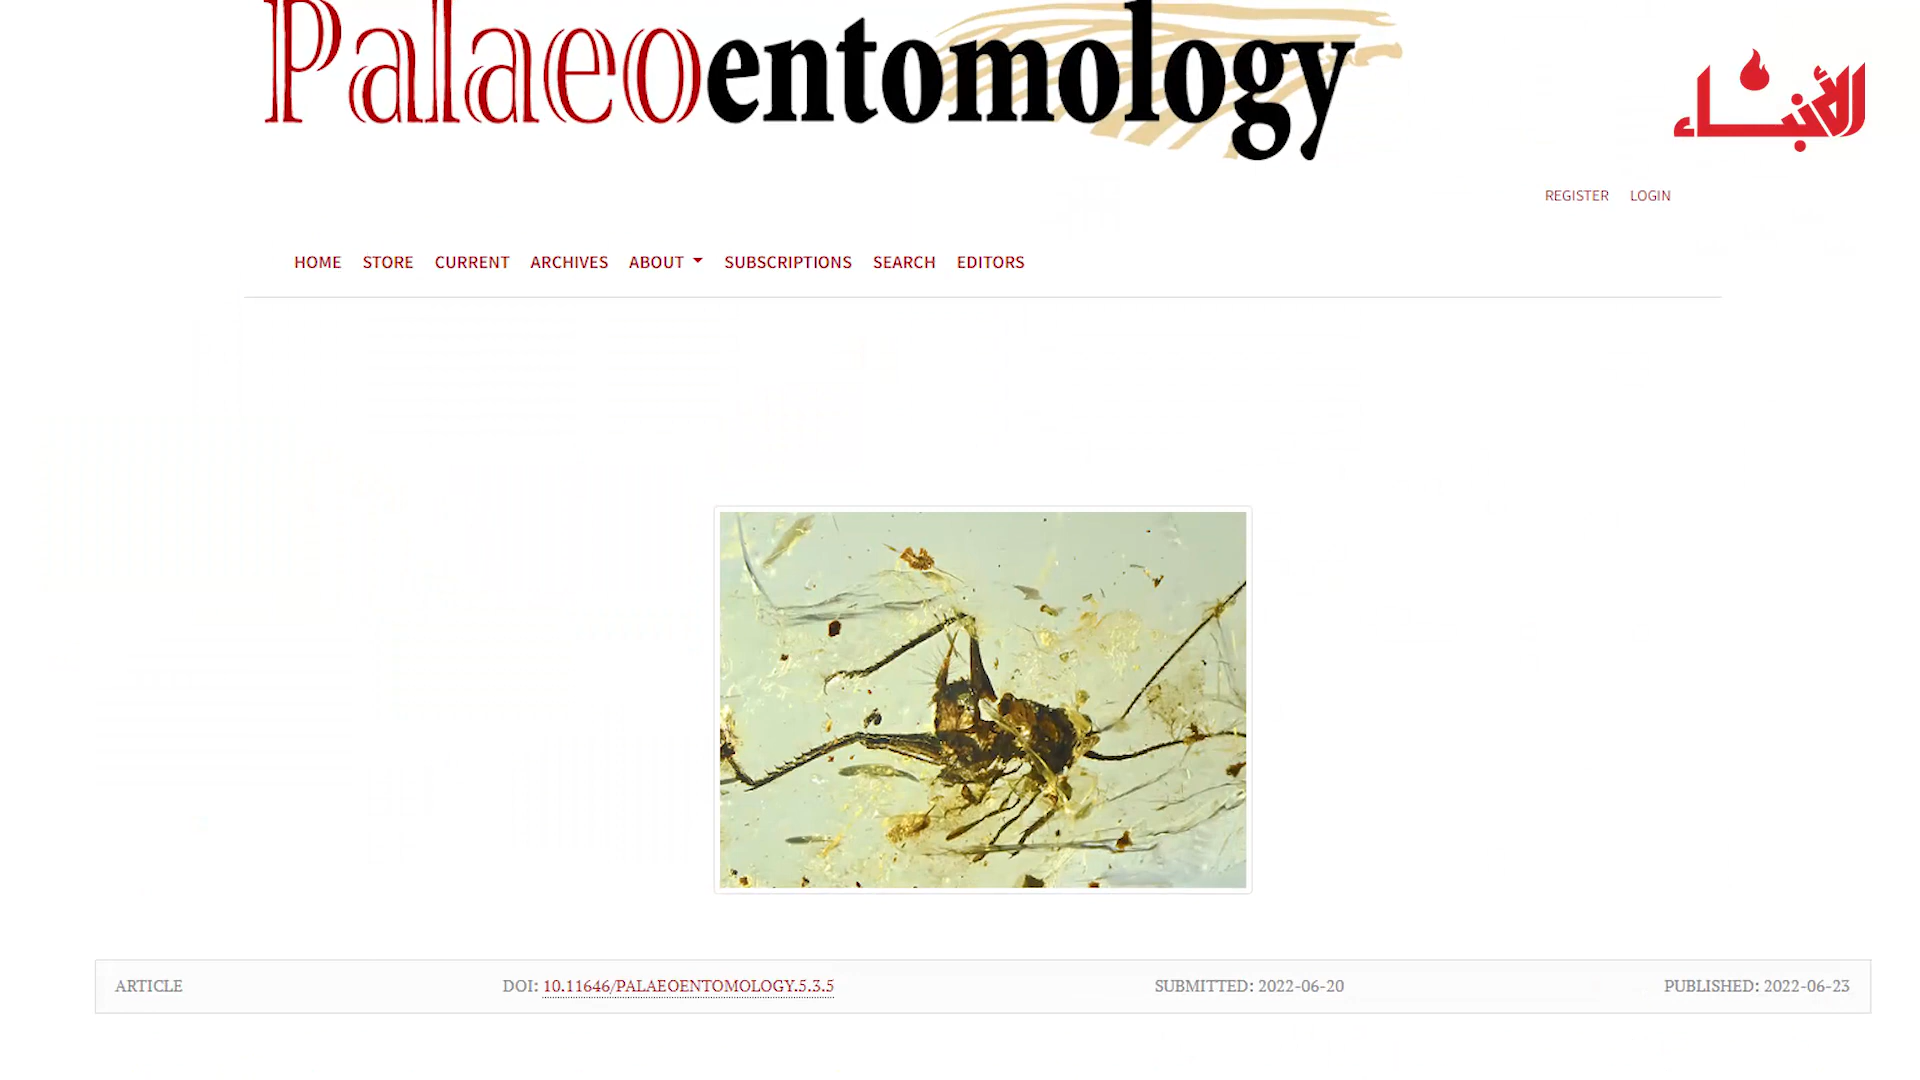 Palaeoentomology
الأنباء
REGISTER LOGIN
HOME STORE CURRENT ARCHIVES ABOUT SUBSCRIPTIONS SEARCH EDITORS
ARTICLE DOI: 10.11646/PALAEOENTOMOLOGY.5.3.5 SUBMITTED: 2022-06-20 PUBLISHED: 2022-06-23